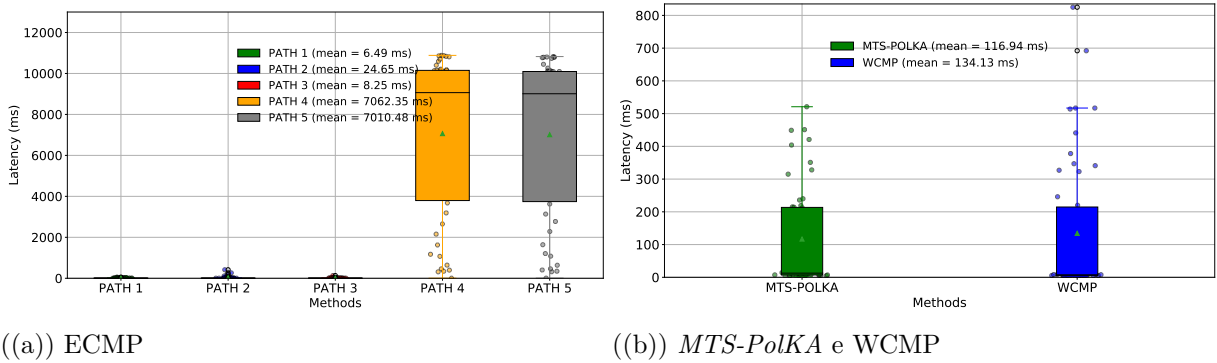 12000
10000
8000
6000
4000
2000
0
Latency (ms)
PATH 1 (mean = 6.49 ms)
PATH 2 (mean = 24.65 ms)
PATH 3 (mean = 8.25 ms)
PATH 4 (mean = 7062.35 ms)
PATH 5 (mean = 7010.48 ms)
PATH 1 PATH 2 PATH 3 PATH 4 PATH 5
Methods
((a)) ECMP
800
700
600
500
400
300
200
100
0
Latency (ms)
MTS-POLKA (mean = 116.94 ms)
WCMP (mean = 134.13 ms)
MTS-POLKA WCMP
Methods
((b)) MTS-PolKA e WCMP